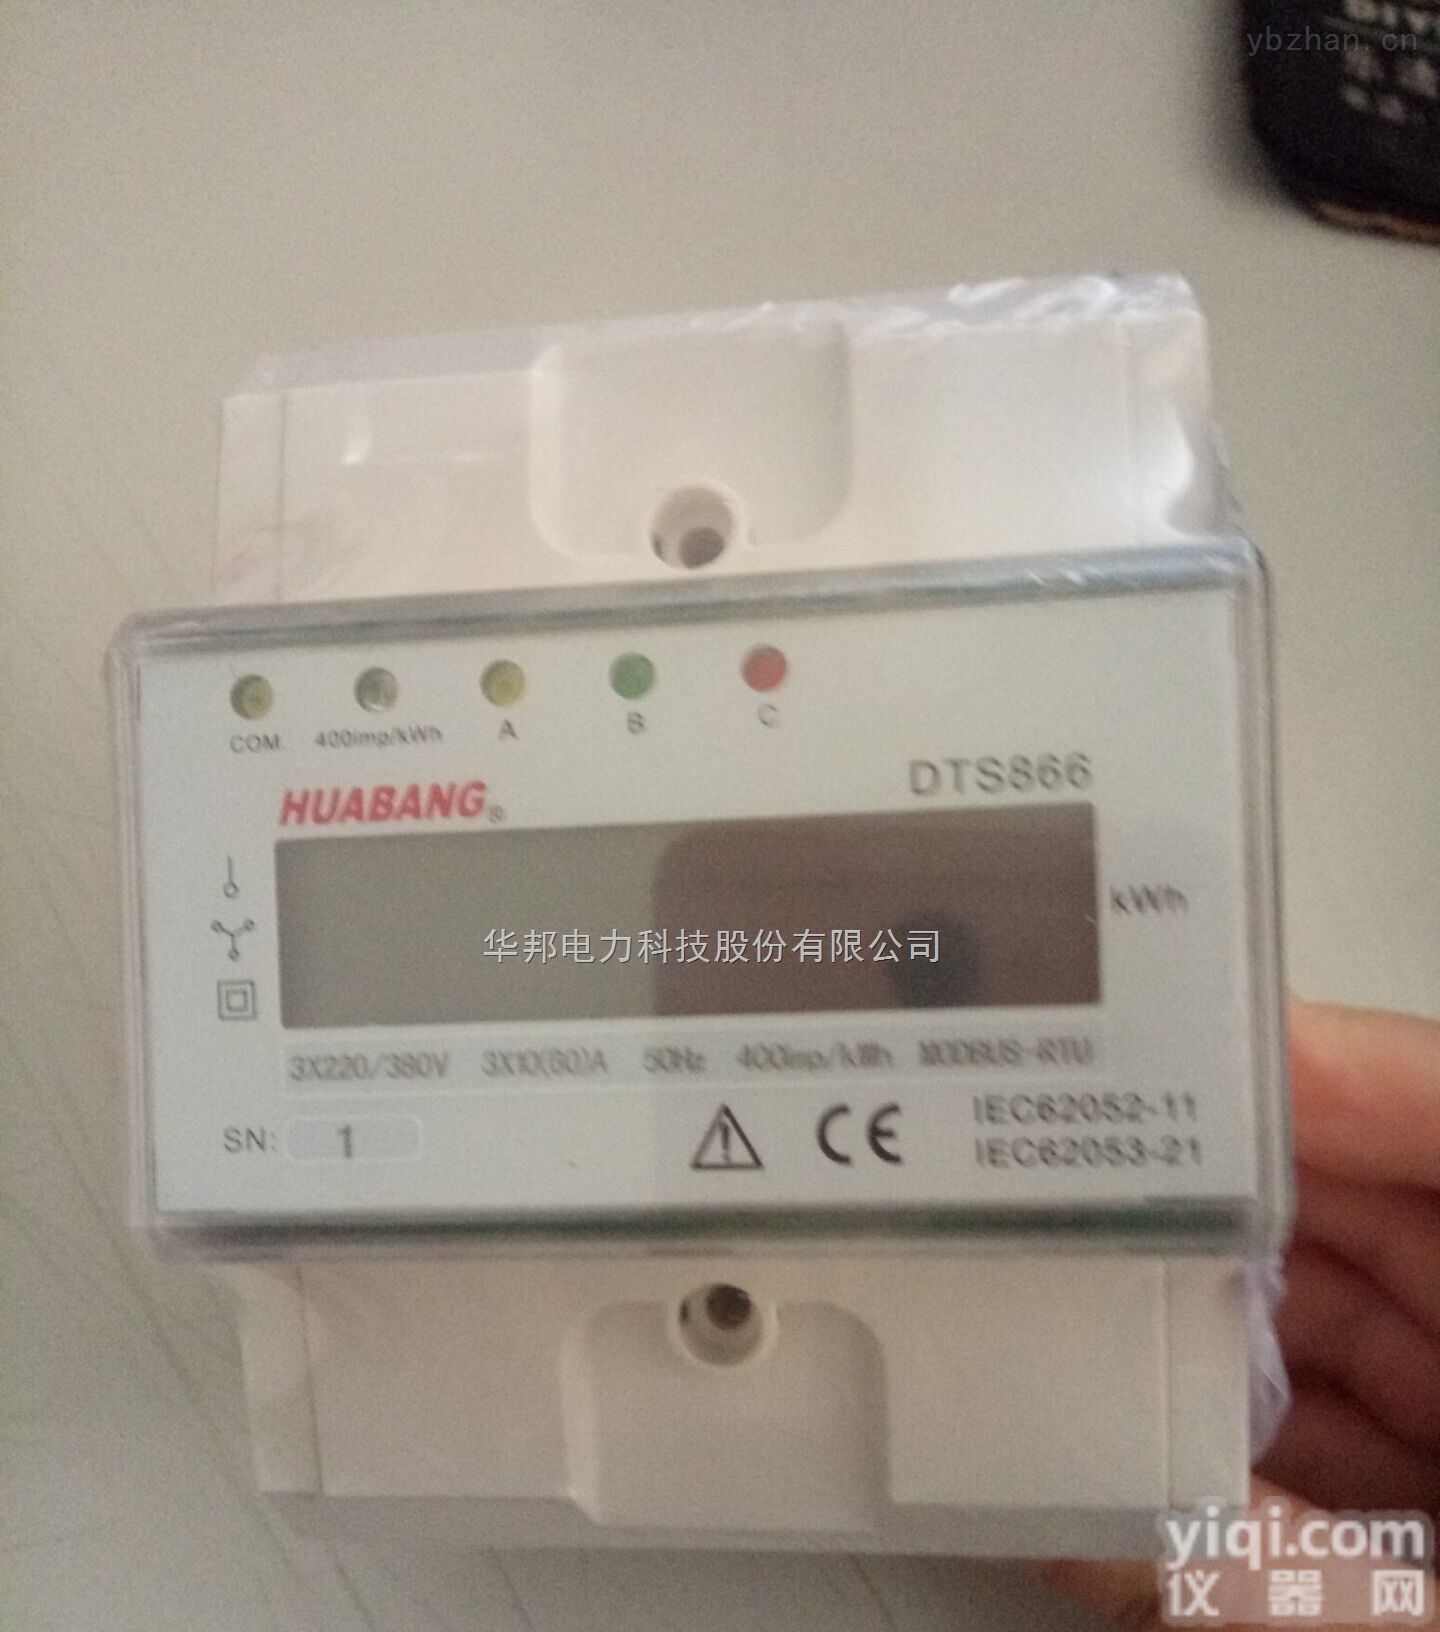 ybzhan.cn
COM 400imp/kWh A B C
HUABANG®
DTS866
kWh
华邦电力科技股份有限公司
3X220/380V 3X10(60)A 50Hz 400imp/kWh MODBUS-RTU
SN: 1
CE
IEC62052-11
IEC62053-21
yiqi.com
仪器网